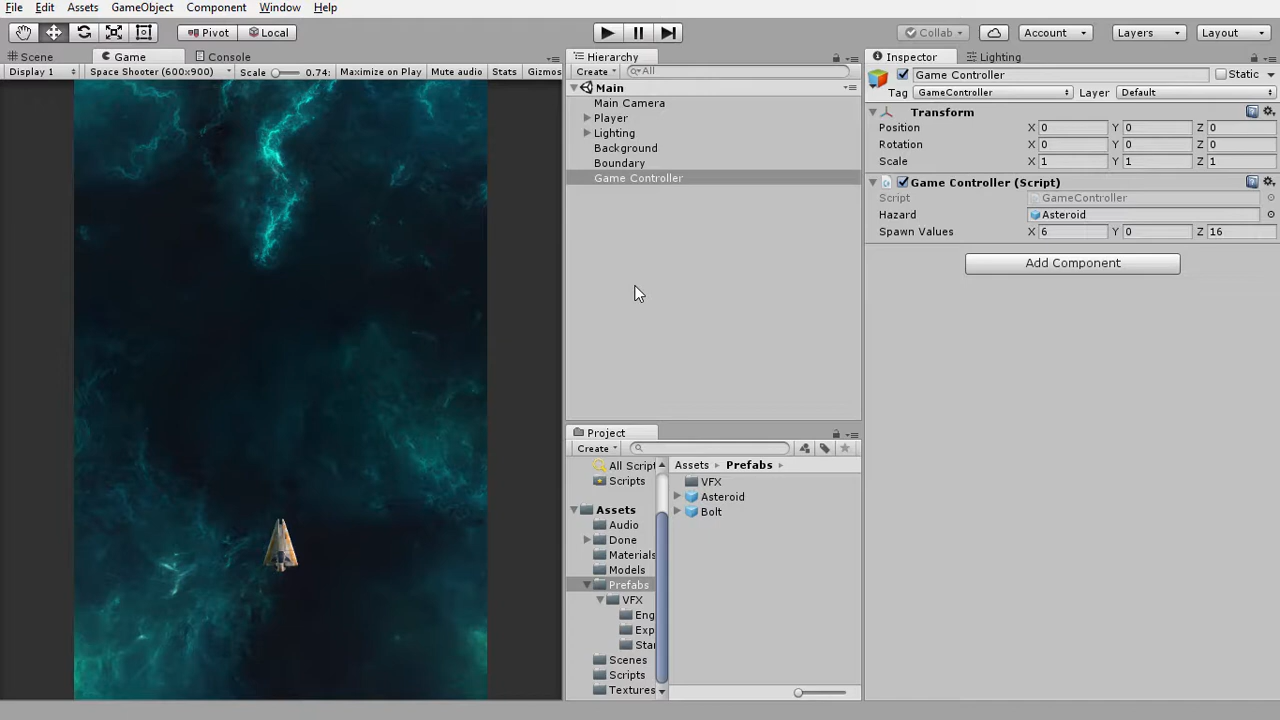 File Edit Assets GameObject Component Window Help
Pivot Local Collab Account Layers Layout
Scene Game Console
Display 1 Space Shooter (600x900) Scale 0.74: Maximize on Play Mute audio Stats Gizmos
Hierarchy
Create All
Main
Main Camera
Player
Lighting
Background
Boundary
Game Controller
Project
Create
All Script
Scripts
Assets
Audio
Done
Materials
Models
Prefabs
VFX
Eng
Exp
Star
Scenes
Scripts
Textures
Assets Prefabs
VFX
Asteroid
Bolt
Inspector Lighting
Game Controller Static
Tag GameController Layer Default
Transform
Position X 0 Y 0 Z 0
Rotation X 0 Y 0 Z 0
Scale X 1 Y 1 Z 1
Game Controller (Script)
Script GameController
Hazard Asteroid
Spawn Values X 6 Y 0 Z 16
Add Component